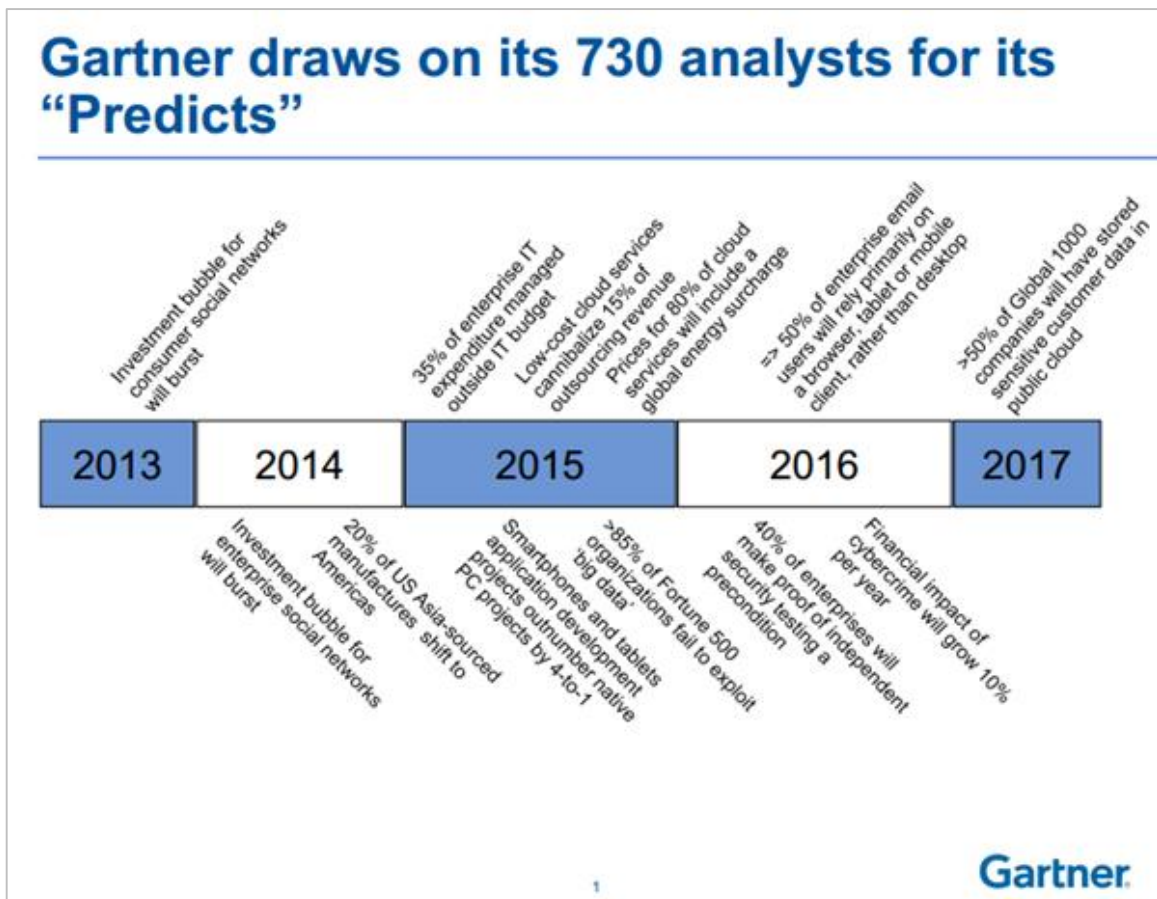 Gartner draws on its 730 analysts for its
“Predicts”
Investment bubble for
consumer social networks
will burst
35% of enterprise IT
expenditure managed
outside IT budget
Low-cost cloud services
cannibalize 15% of
outsourcing revenue
Prices for 80% of cloud
services will include a
global energy surcharge
=> 50% of enterprise email
users will rely primarily on
a browser, tablet or mobile
client, rather than desktop
>50% of Global 1000
companies will have stored
sensitive customer data in
public cloud
2013
2014
2015
2016
2017
Investment bubble for
enterprise social networks
will burst
20% of US Asia-sourced
manufactures shift to
Americas
Smartphones and tablets
application development
projects outnumber native
PC projects by 4-to-1
>85% of Fortune 500
organizations fail to exploit
'big data'
40% of enterprises will
make proof of independent
security testing a
precondition
Financial impact of
cybercrime will grow 10%
per year
1
Gartner